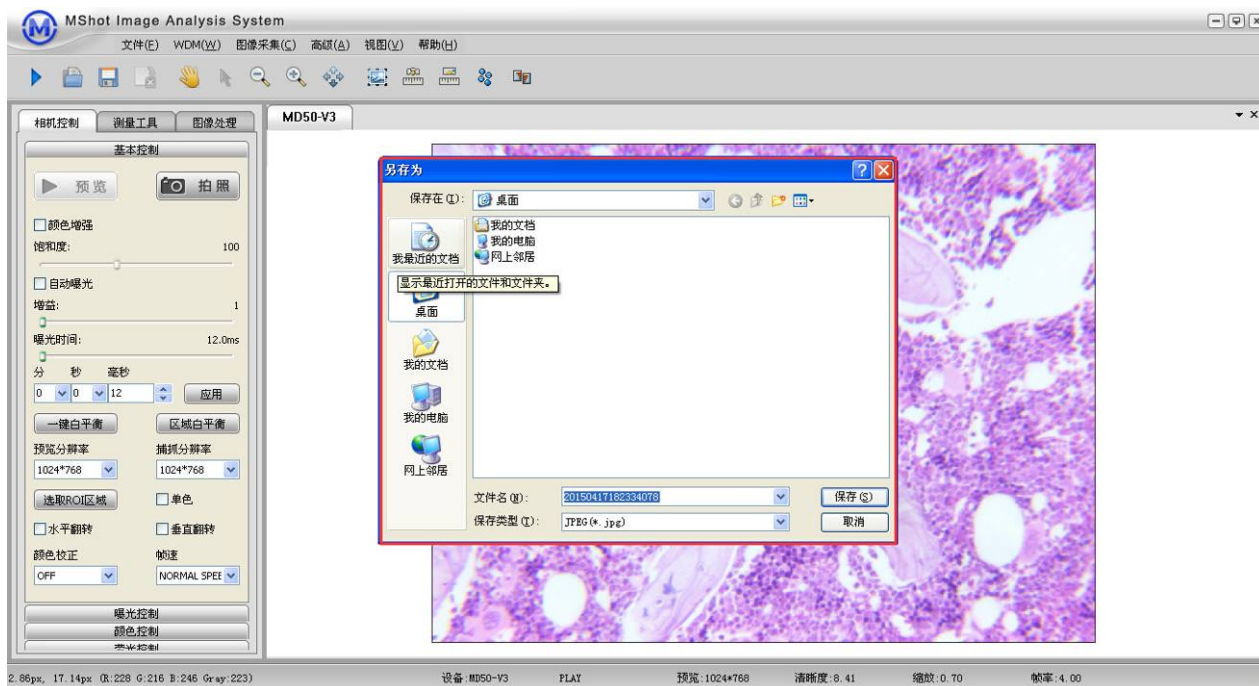 MShot Image Analysis System
文件(F) WDM(W) 图像采集(C) 高级(A) 视图(V) 帮助(H)
相机控制 测量工具 图像处理
MD50-V3
基本控制
预览 拍照
颜色增强
饱和度: 100
自动曝光
增益: 1
曝光时间: 12.0ms
分 秒 毫秒
0 0 12 应用
一键白平衡 区域白平衡
预览分辨率 捕抓分辨率
1024*768 1024*768
选取ROI区域 单色
水平翻转 垂直翻转
颜色校正 帧速
OFF NORMAL SPEE
曝光控制
颜色控制
荧光控制
另存为
保存在(I): 桌面
我最近的文档
桌面
我的文档
我的电脑
网上邻居
我的文档
我的电脑
网上邻居
显示最近打开的文件和文件夹。
文件名(N): 20150417182334078 保存(S)
保存类型(T): JPEG(*.jpg) 取消
2.86px, 17.14px (R:228 G:216 B:246 Gray:223) 设备:MD50-V3 PLAY 预览:1024*768 清晰度:8.41 缩放:0.70 帧率:4.00